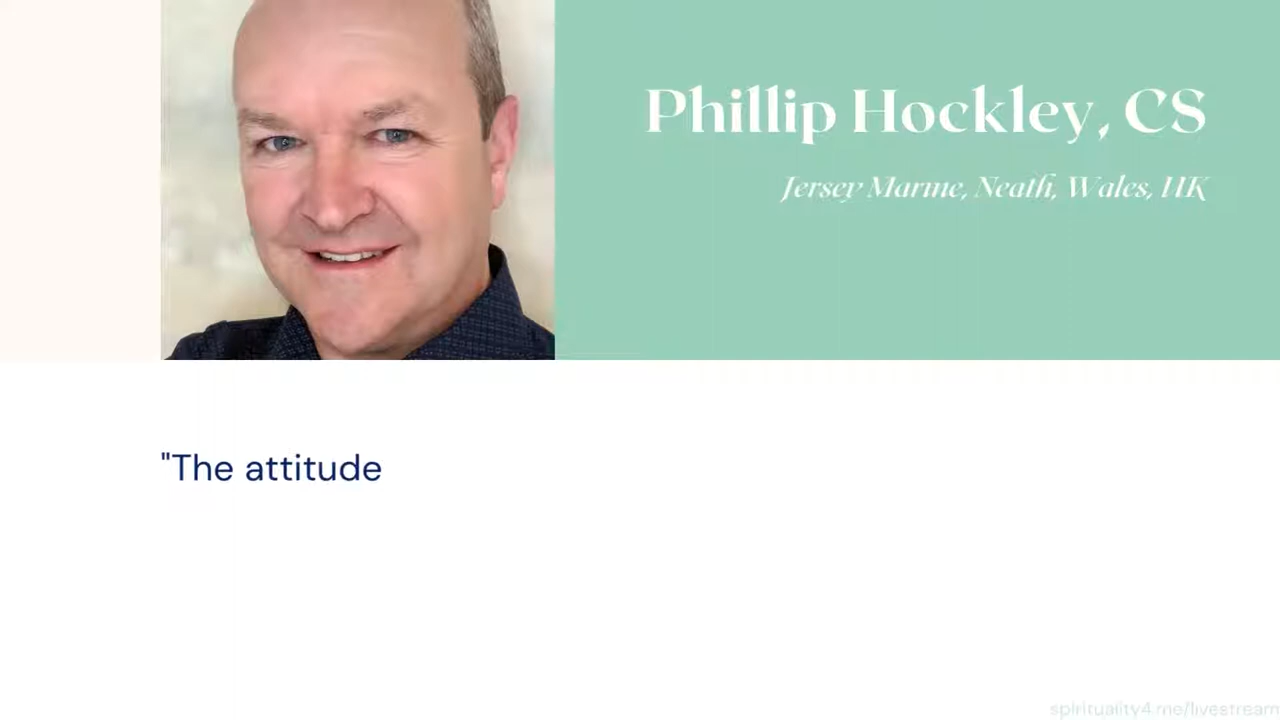 Phillip Hockley, CS
Jersey Marine, Neath, Wales, UK
"The attitude
spirituality4.me/livestream